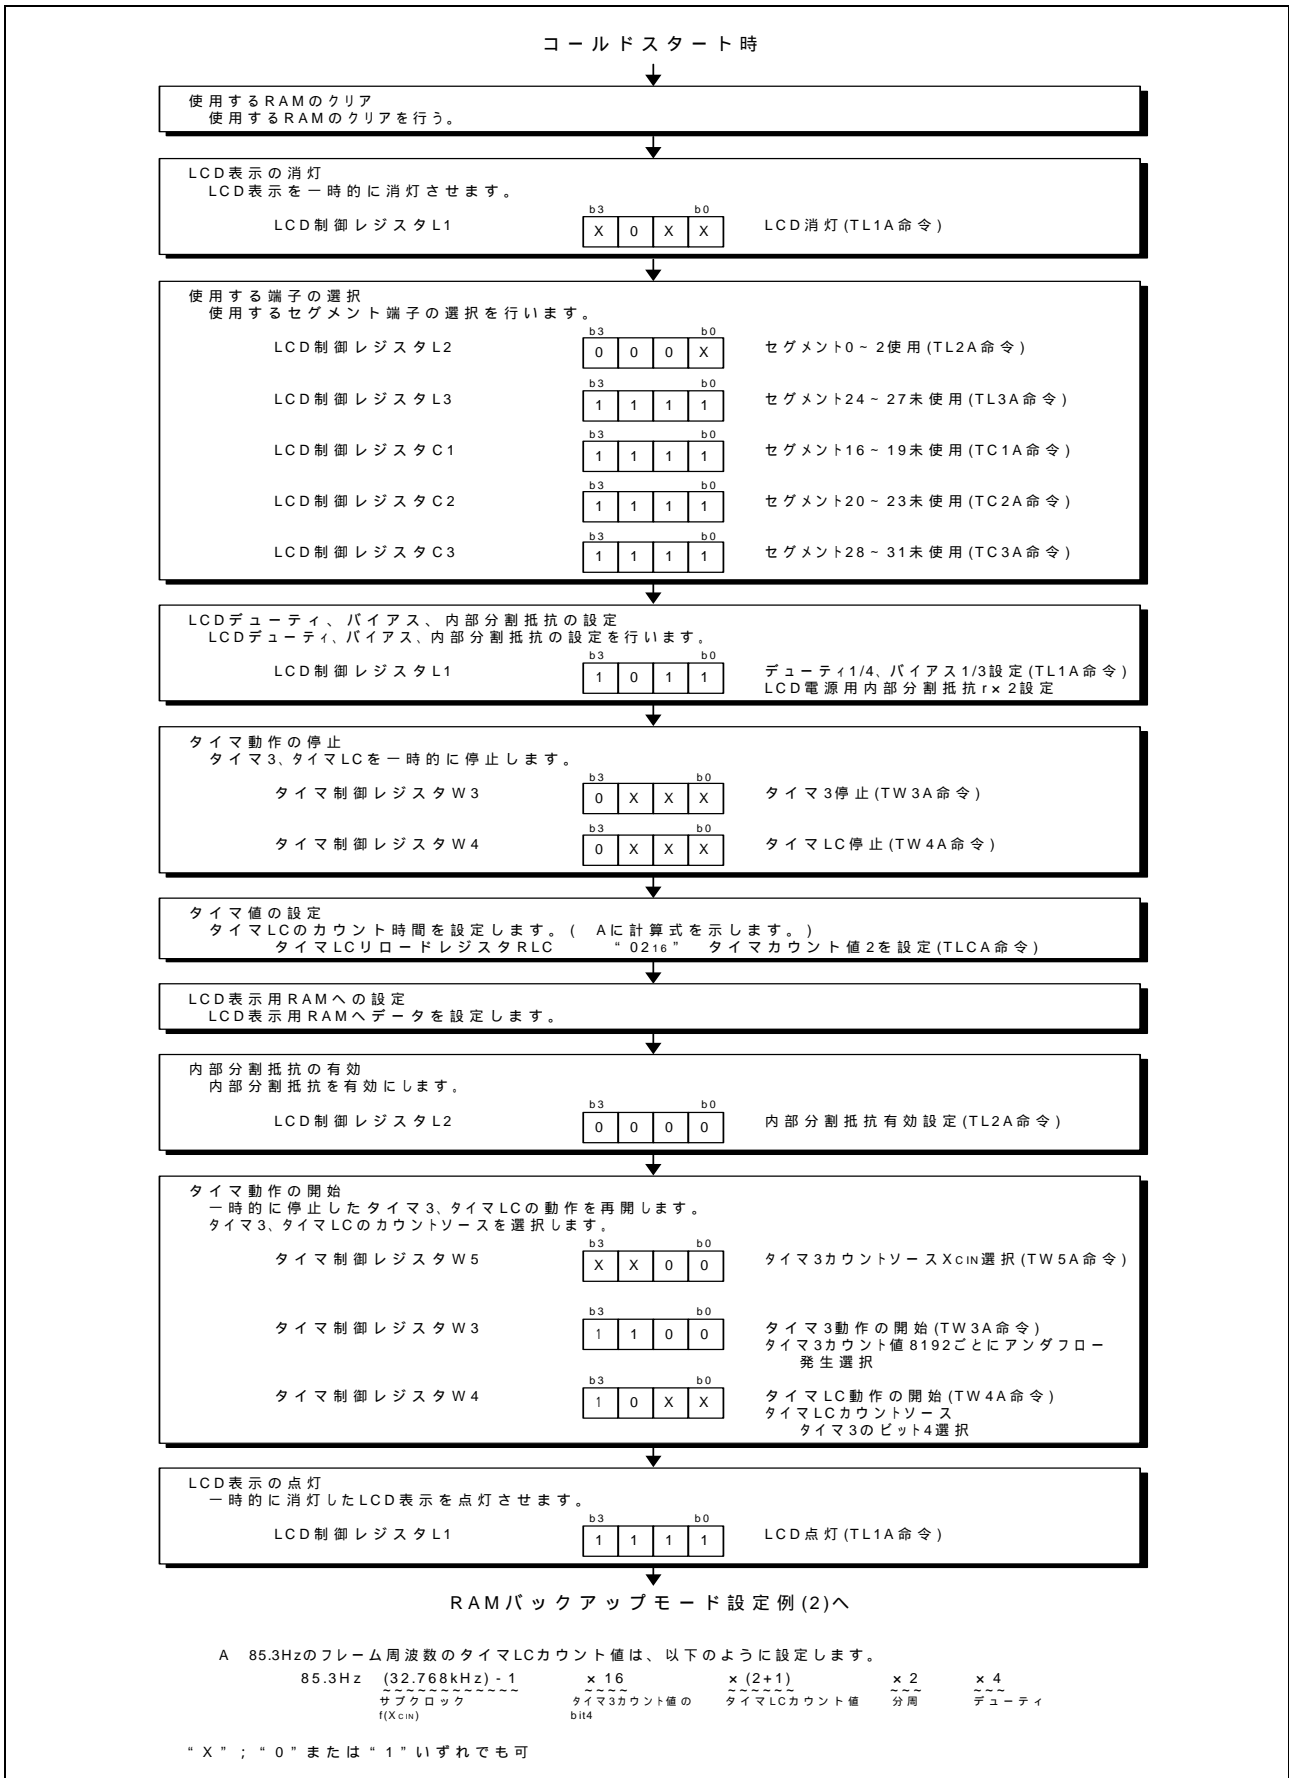 コールドスタート時
使用するRAMのクリア
使用するRAMのクリアを行う。
LCD表示の消灯
LCD表示を一時的に消灯させます。
b3 b0
LCD制御レジスタL1 X 0 X X LCD消灯(TL1A命令)
使用する端子の選択
使用するセグメント端子の選択を行います。
b3 b0
LCD制御レジスタL2 0 0 0 X セグメント0~2使用(TL2A命令)
b3 b0
LCD制御レジスタL3 1 1 1 1 セグメント24~27未使用(TL3A命令)
b3 b0
LCD制御レジスタC1 1 1 1 1 セグメント16~19未使用(TC1A命令)
b3 b0
LCD制御レジスタC2 1 1 1 1 セグメント20~23未使用(TC2A命令)
b3 b0
LCD制御レジスタC3 1 1 1 1 セグメント28~31未使用(TC3A命令)
LCDデューティ、バイアス、内部分割抵抗の設定
LCDデューティ、バイアス、内部分割抵抗の設定を行います。
b3 b0
LCD制御レジスタL1 1 0 1 1 デューティ1/4、バイアス1/3設定(TL1A命令)
LCD電源用内部分割抵抗r×2設定
タイマ動作の停止
タイマ3、タイマLCを一時的に停止します。
b3 b0
タイマ制御レジスタW3 0 X X X タイマ3停止(TW3A命令)
b3 b0
タイマ制御レジスタW4 0 X X X タイマLC停止(TW4A命令)
タイマ値の設定
タイマLCのカウント時間を設定します。( Aに計算式を示します。)
タイマLCリロードレジスタRLC “0216” タイマカウント値2を設定(TLCA命令)
LCD表示用RAMへの設定
LCD表示用RAMへデータを設定します。
内部分割抵抗の有効
内部分割抵抗を有効にします。
b3 b0
LCD制御レジスタL2 0 0 0 0 内部分割抵抗有効設定(TL2A命令)
タイマ動作の開始
一時的に停止したタイマ3、タイマLCの動作を再開します。
タイマ3、タイマLCのカウントソースを選択します。
b3 b0
タイマ制御レジスタW5 X X 0 0 タイマ3カウントソースXCIN選択(TW5A命令)
b3 b0
タイマ制御レジスタW3 1 1 0 0 タイマ3動作の開始(TW3A命令)
タイマ3カウント値8192ごとにアンダフロー
発生選択
b3 b0
タイマ制御レジスタW4 1 0 X X タイマLC動作の開始(TW4A命令)
タイマLCカウントソース
タイマ3のビット4選択
LCD表示の点灯
一時的に消灯したLCD表示を点灯させます。
b3 b0
LCD制御レジスタL1 1 1 1 1 LCD点灯(TL1A命令)
RAMバックアップモード設定例(2)へ
A 85.3Hzのフレーム周波数のタイマLCカウント値は、以下のように設定します。
85.3Hz (32.768kHz)-1 ×16 ×(2+1) ×2 ×4
サブクロック タイマ3カウント値の タイマLCカウント値 分周 デューティ
f(XCIN) bit4
“X”;“0”または“1”いずれでも可